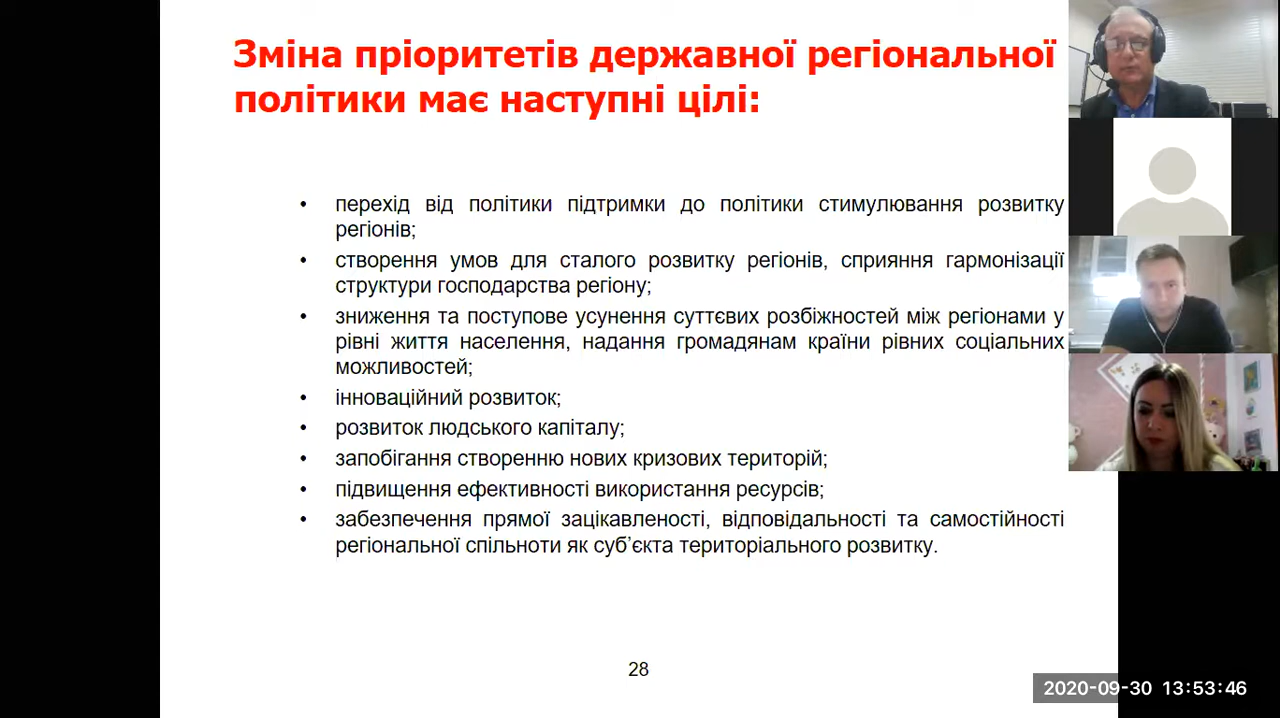 Зміна пріоритетів державної регіональної
політики має наступні цілі:
• перехід від політики підтримки до політики стимулювання розвитку
регіонів;
• створення умов для сталого розвитку регіонів, сприяння гармонізації
структури господарства регіону;
• зниження та поступове усунення суттєвих розбіжностей між регіонами у
рівні життя населення, надання громадянам країни рівних соціальних
можливостей;
• інноваційний розвиток;
• розвиток людського капіталу;
• запобігання створенню нових кризових територій;
• підвищення ефективності використання ресурсів;
• забезпечення прямої зацікавленості, відповідальності та самостійності
регіональної спільноти як суб’єкта територіального розвитку.
28
2020-09-30 13:53:46